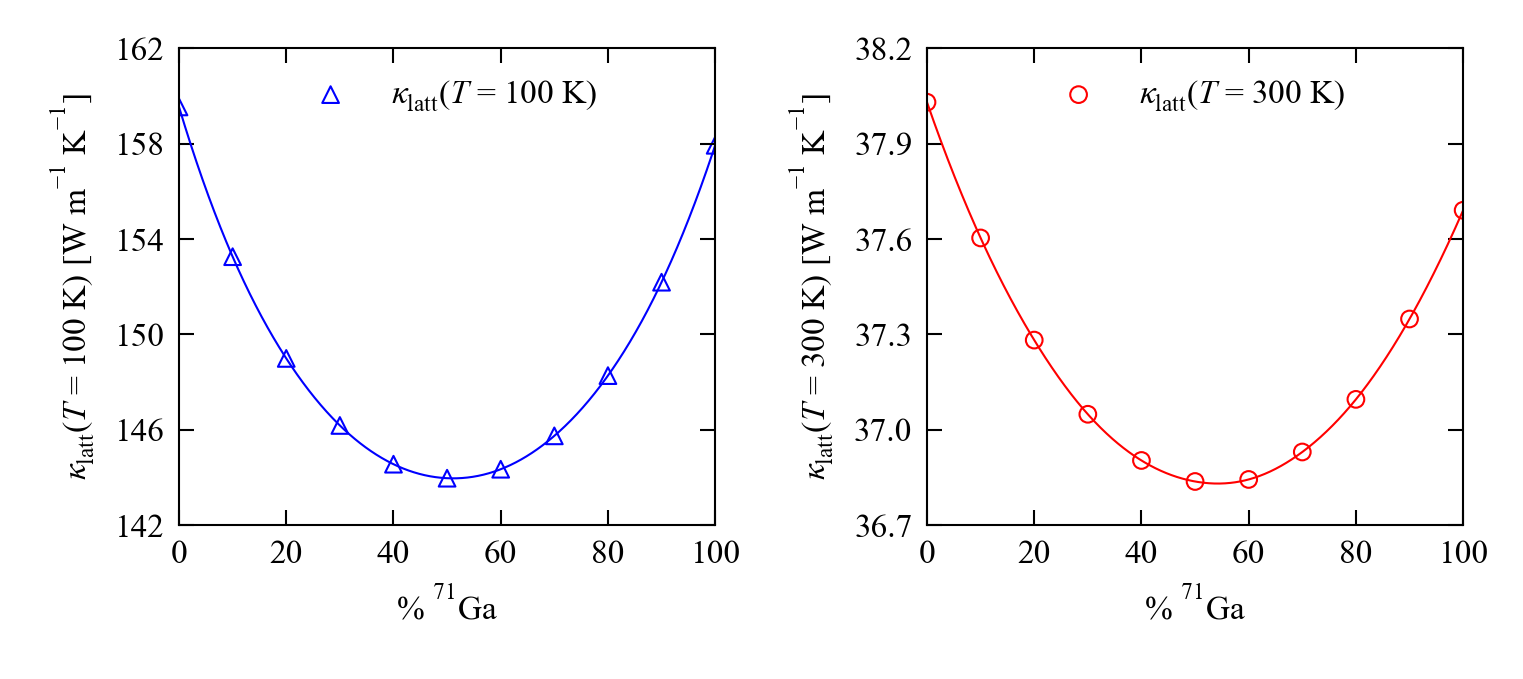 κlatt(T = 100 K) [W m−1 K−1]
162
158
154
150
146
142
κlatt(T = 100 K)
0 20 40 60 80 100
% 71Ga
κlatt(T = 300 K) [W m−1 K−1]
38.2
37.9
37.6
37.3
37.0
36.7
κlatt(T = 300 K)
0 20 40 60 80 100
% 71Ga